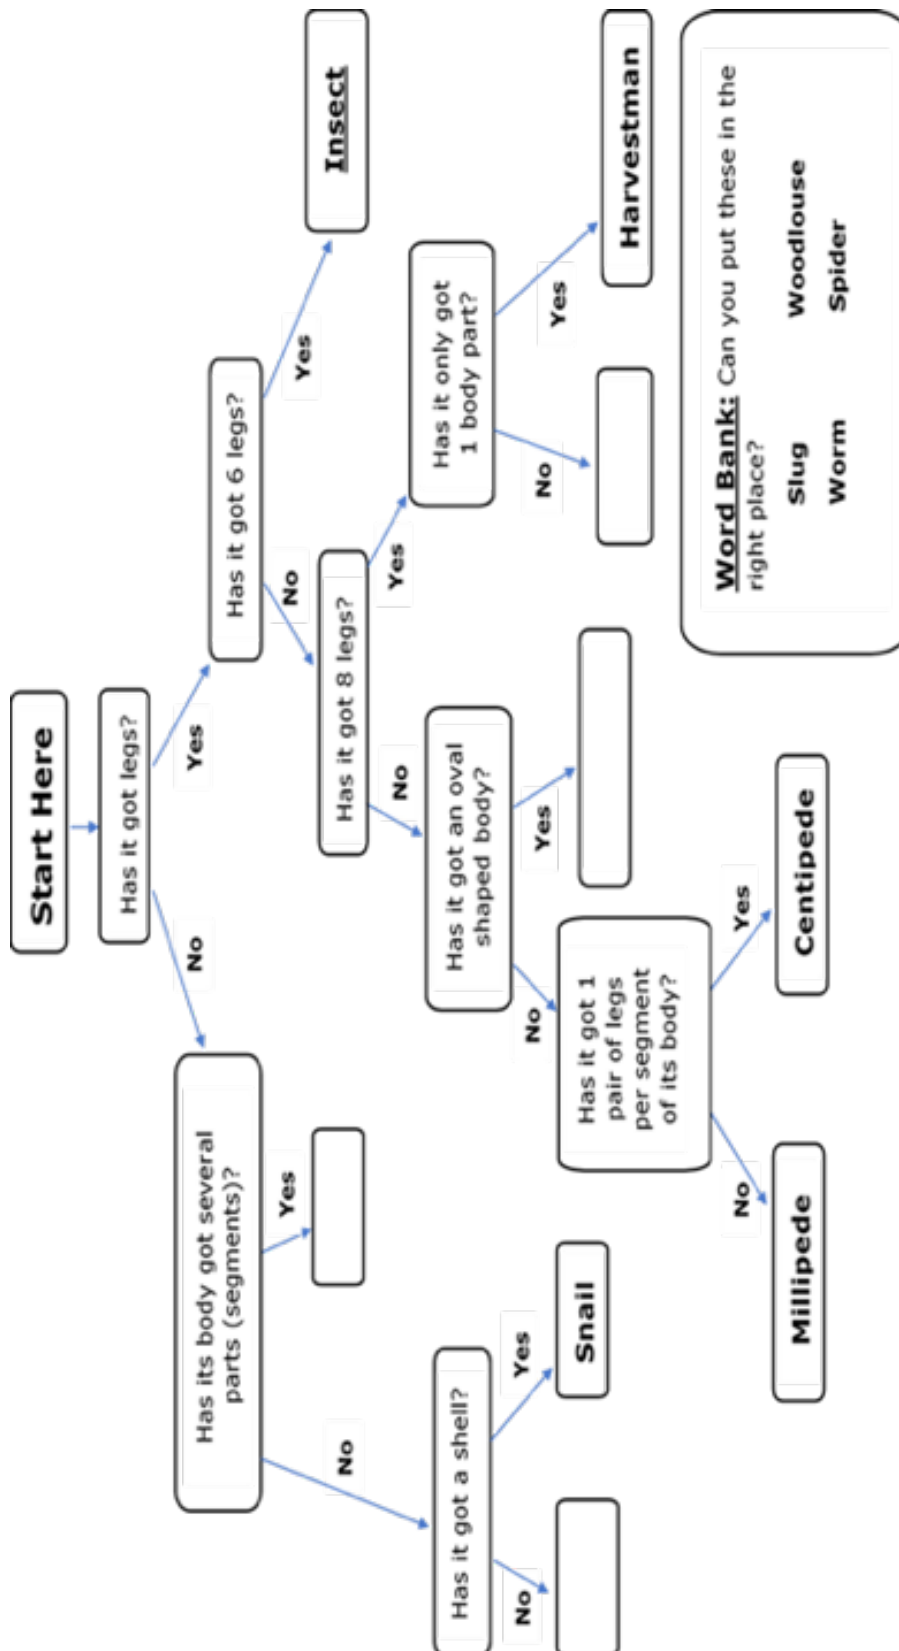 Start Here
Has it got legs?
No
Yes
Has its body got several
parts (segments)?
Has it got 6 legs?
No
Yes
No
Yes
Insect
Has it got 8 legs?
No
Yes
Has it got a shell?
Has it got an oval
shaped body?
Has it only got
1 body part?
No
Yes
No
Yes
No
Yes
Snail
Has it got 1
pair of legs
per segment
of its body?
Harvestman
No
Yes
Millipede
Centipede
Word Bank: Can you put these in the
right place?
Slug Woodlouse
Worm Spider